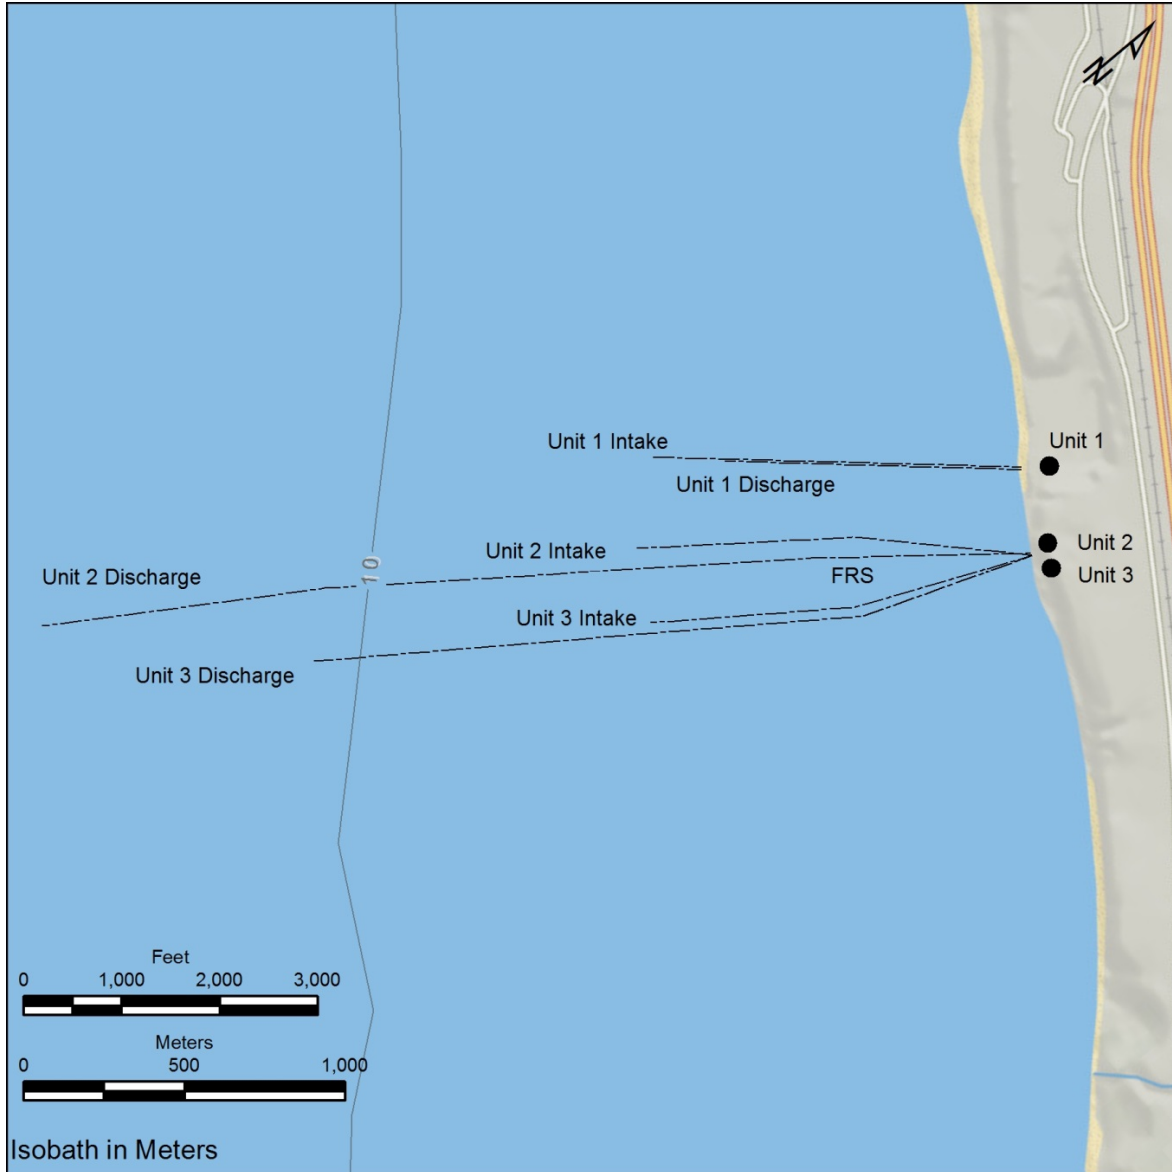 N
Unit 1 Intake
Unit 1
Unit 1 Discharge
Unit 2 Intake
Unit 2
10
Unit 2 Discharge
FRS
Unit 3
Unit 3 Intake
Unit 3 Discharge
Feet
0 1,000 2,000 3,000
Meters
0 500 1,000
Isobath in Meters